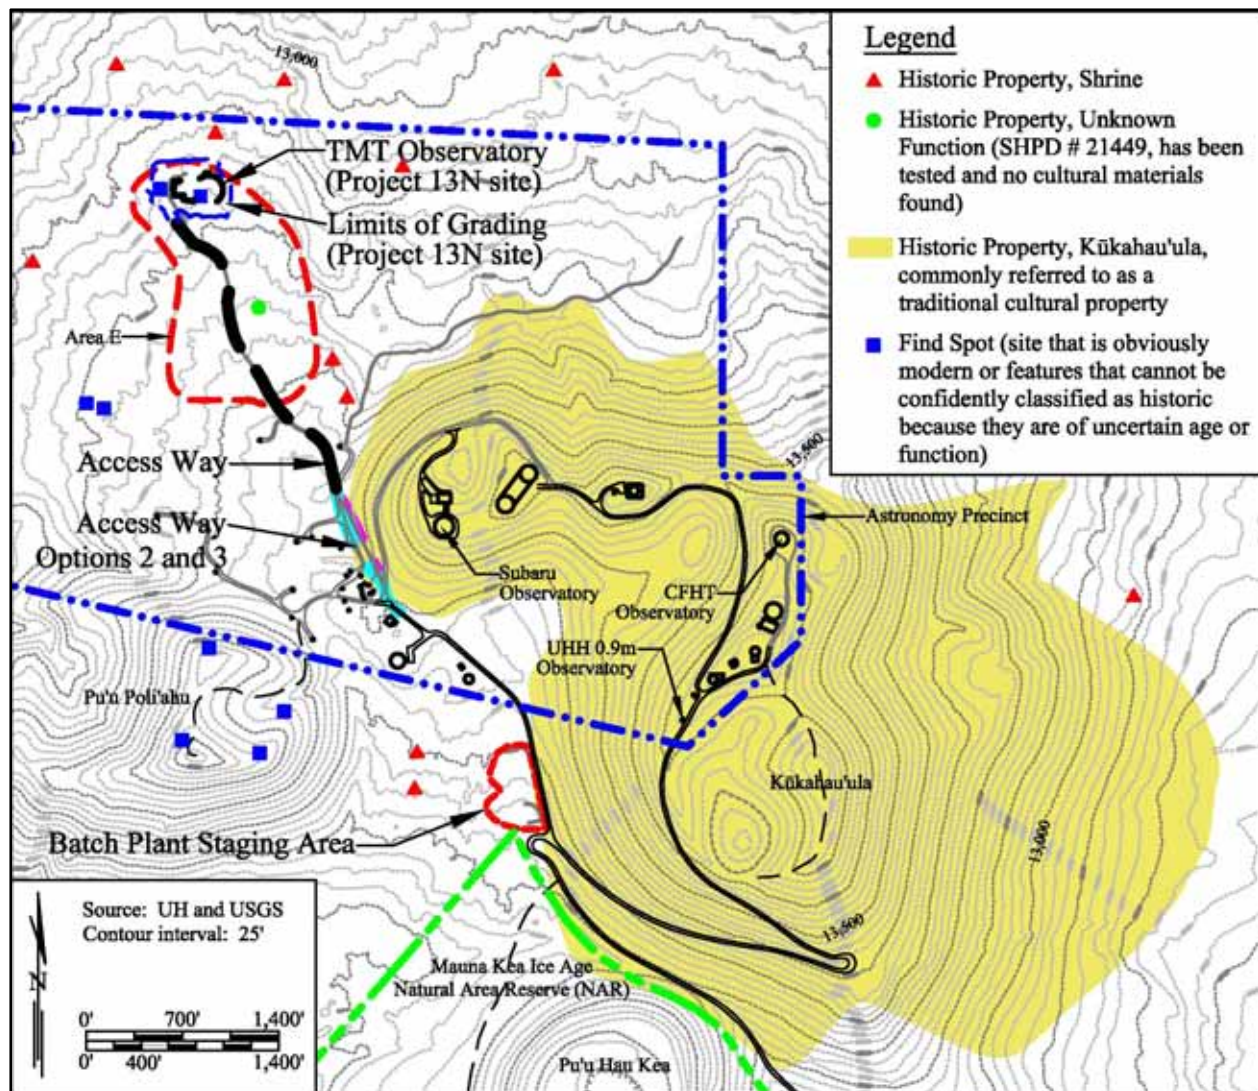 13,000
TMT Observatory
(Project 13N site)
Limits of Grading
(Project 13N site)
Area E
Access Way
Access Way
Options 2 and 3
Subaru
Observatory
CFHT
Observatory
UHH 0.9m
Observatory
13,500
Astronomy Precinct
Pu'u Poli'ahu
Kūkahau'ula
Batch Plant Staging Area
13,000
13,500
Mauna Kea Ice Age
Natural Area Reserve (NAR)
Pu'u Hau Kea
Legend
Historic Property, Shrine
Historic Property, Unknown
Function (SHPD # 21449, has been
tested and no cultural materials
found)
Historic Property, Kūkahau'ula,
commonly referred to as a
traditional cultural property
Find Spot (site that is obviously
modern or features that cannot be
confidently classified as historic
because they are of uncertain age or
function)
Source: UH and USGS
Contour interval: 25'
N
0' 700' 1,400'
0' 400' 1,400'